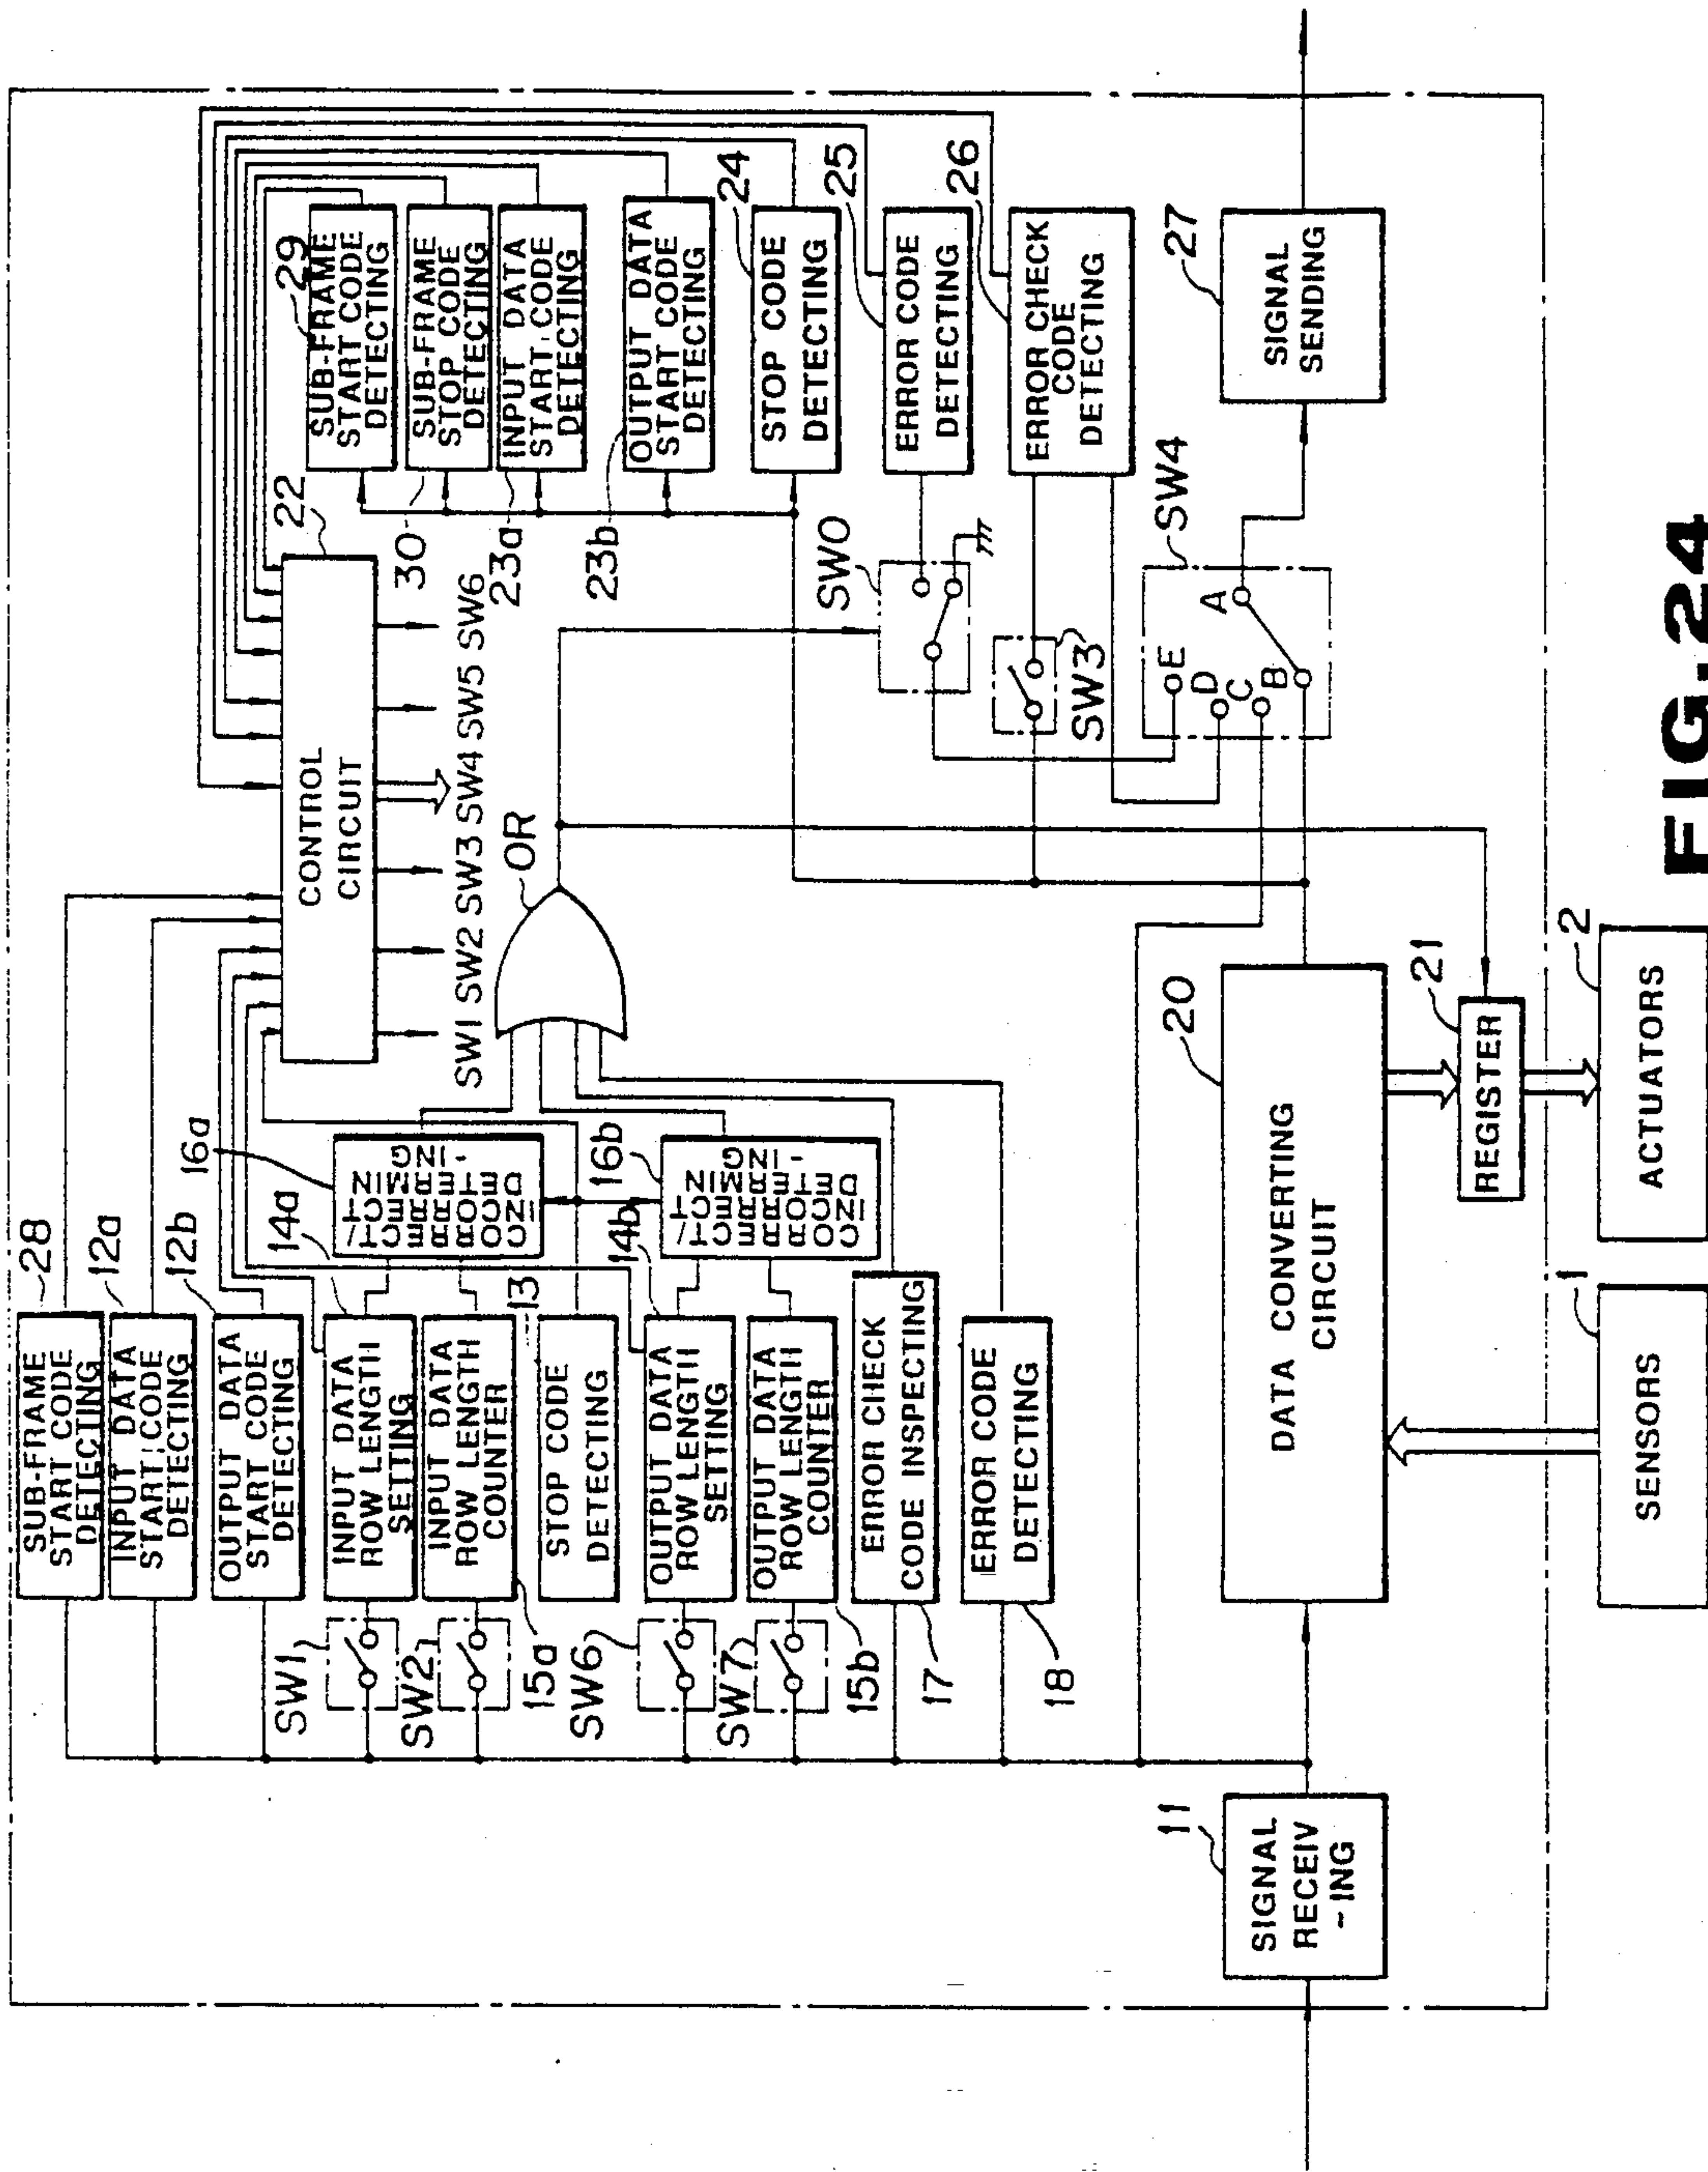 28
SUB-FRAME
START CODE
DETECTING
12a
INPUT DATA
START CODE
DETECTING
12b
OUTPUT DATA
START CODE
DETECTING
14a
INPUT DATA
ROW LENGTH
SETTING
SW1
INPUT DATA
ROW LENGTH
COUNTER
SW2
15a
13
STOP CODE
DETECTING
14b
OUTPUT DATA
ROW LENGTH
SETTING
SW6
OUTPUT DATA
ROW LENGTH
COUNTER
SW7
15b
ERROR CHECK
CODE INSPECTING
17
ERROR CODE
DETECTING
18
16a
CORRECT/
INCORRECT
DETERMIN
-ING
16b
CORRECT/
INCORRECT
DETERMIN
-ING
22
CONTROL
CIRCUIT
SW1 SW2 SW3 SW4 SW5 SW6
OR
29
SUB-FRAME
START CODE
DETECTING
30
SUB-FRAME
STOP CODE
DETECTING
23a
INPUT DATA
START CODE
DETECTING
23b
OUTPUT DATA
START CODE
DETECTING
24
STOP CODE
DETECTING
25
ERROR CODE
DETECTING
26
ERROR CHECK
CODE
DETECTING
SW0
SW3
SW4
E
D
C
B
A
27
SIGNAL
SENDING
11
SIGNAL
RECEIV
-ING
20
DATA CONVERTING
CIRCUIT
21
REGISTER
1
SENSORS
2
ACTUATORS
FIG.24